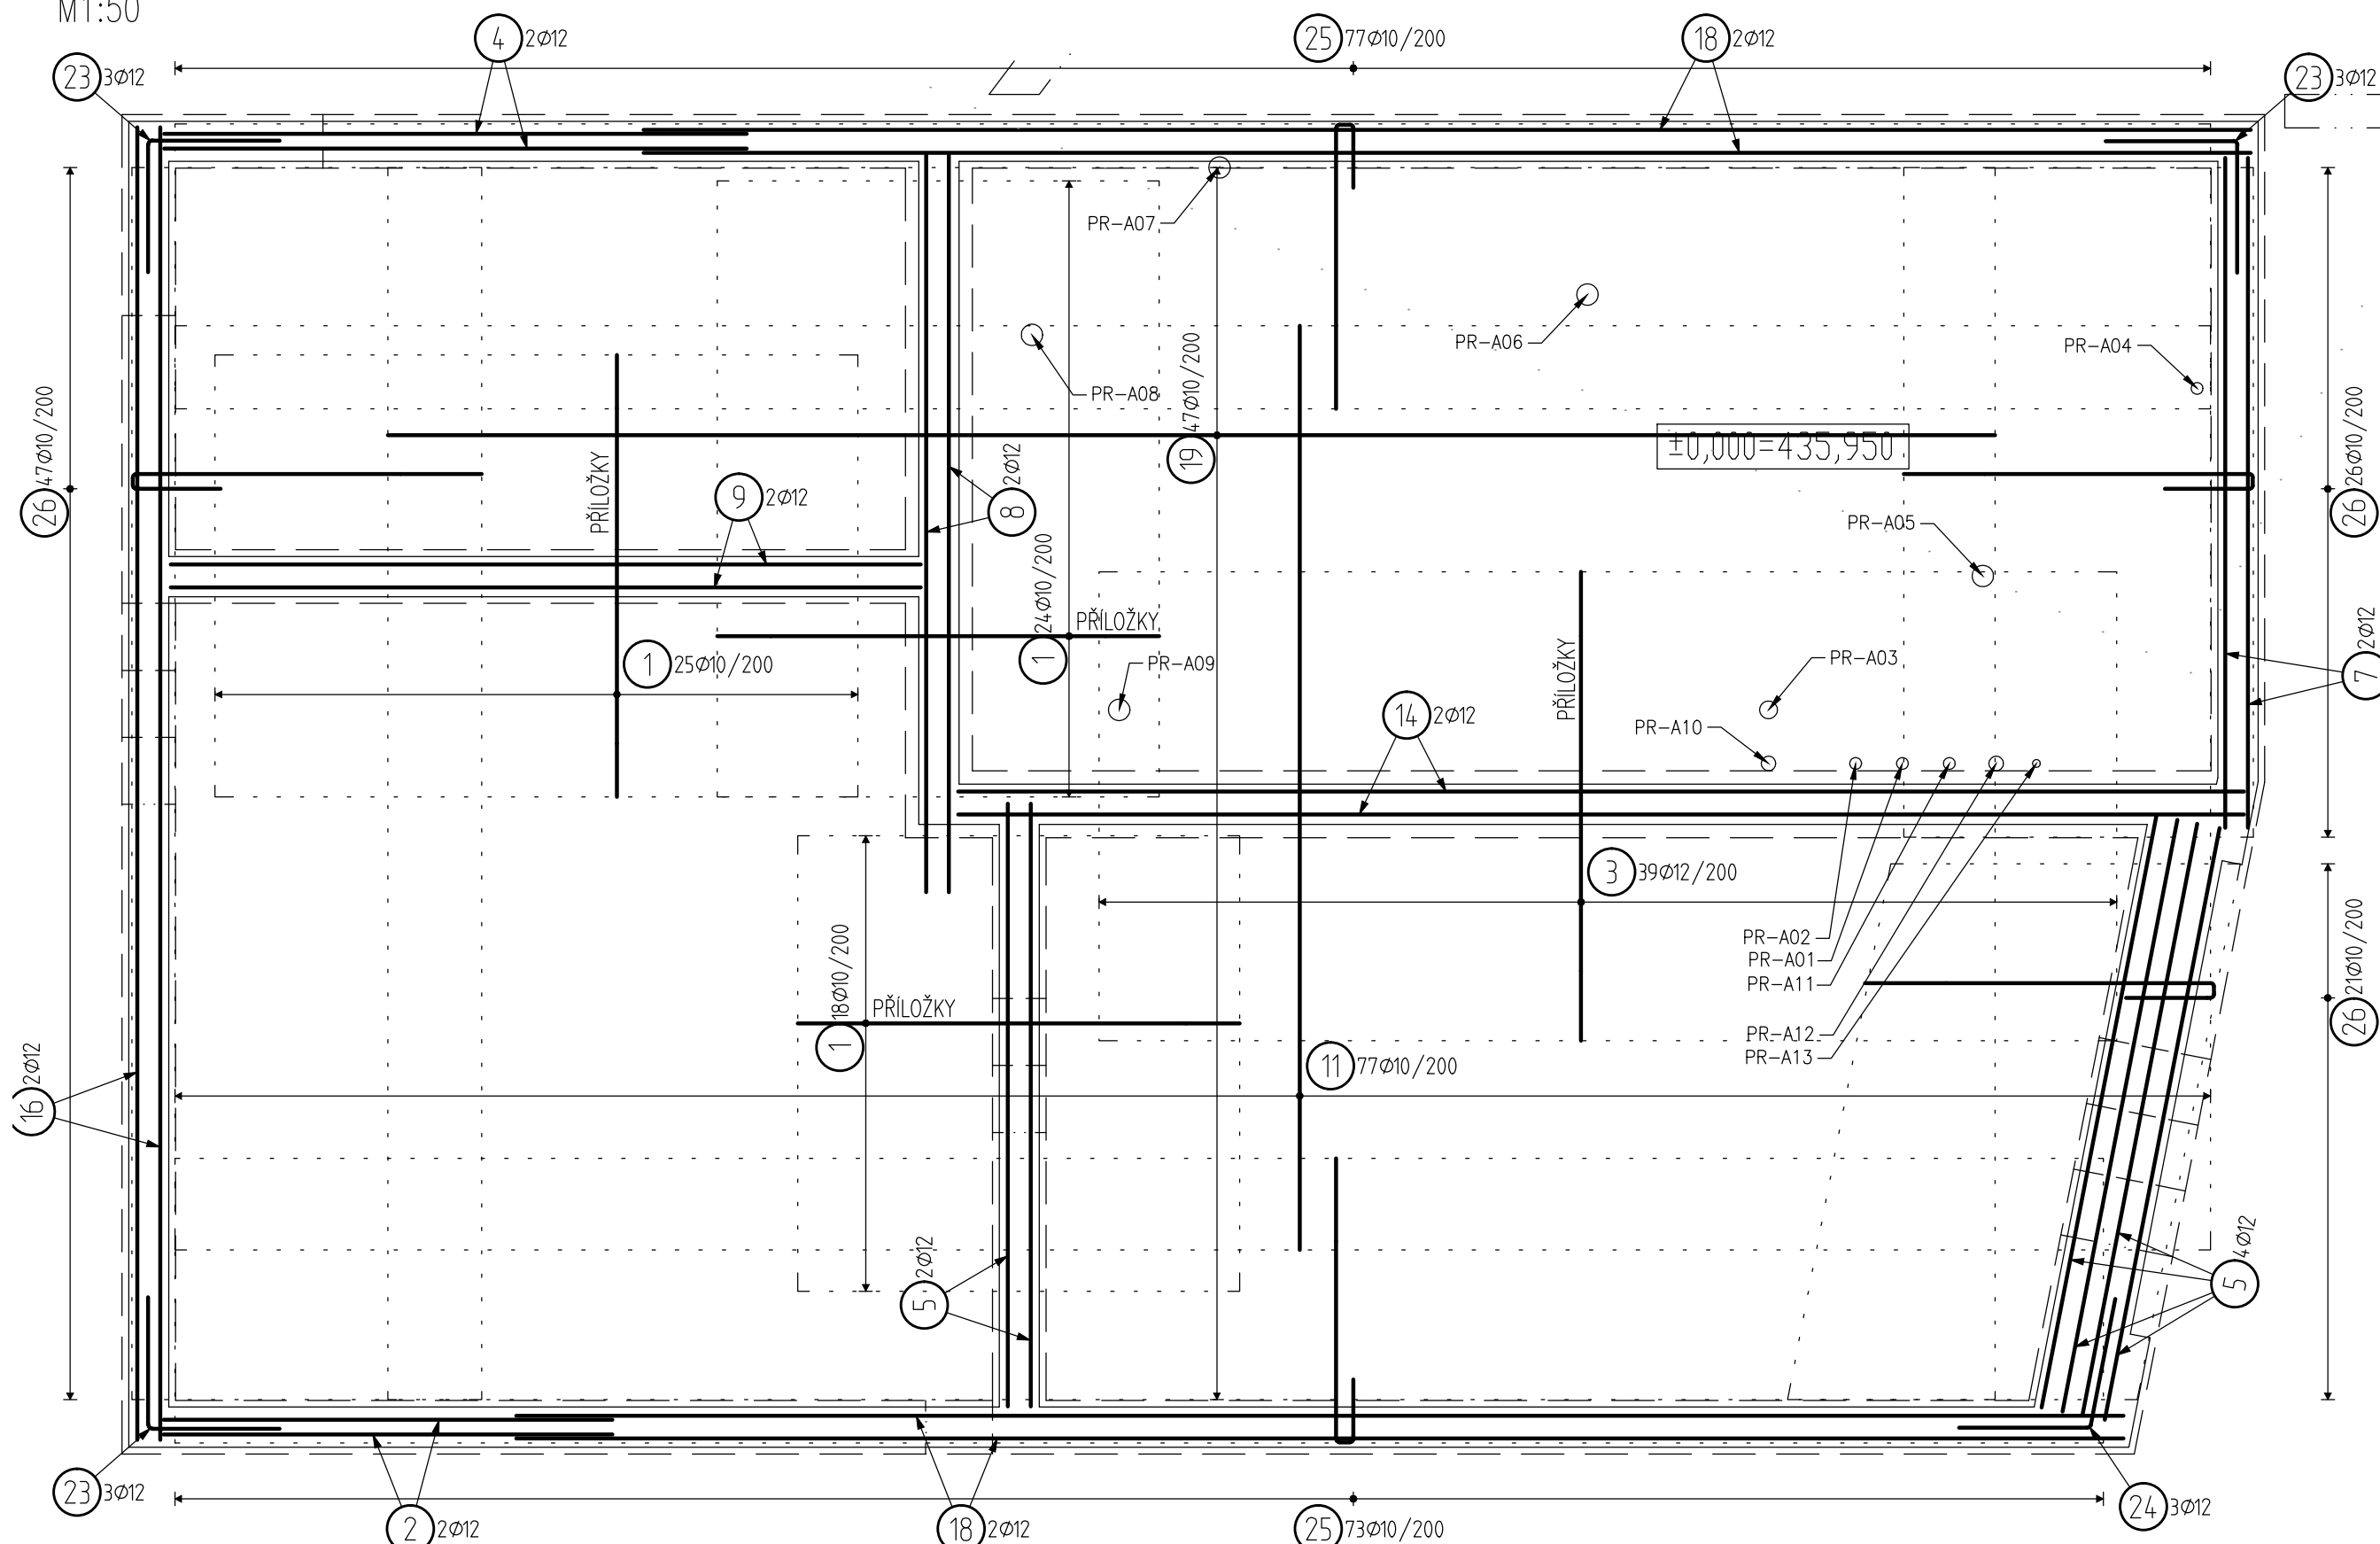 M1:50
4 2Ø12
25 77Ø10/200
18 2Ø12
23 3Ø12
23 3Ø12
PR-A07
PR-A06
PR-A04
PR-A08
47Ø10/200
26
19 47Ø10/200
±0,000=435,950
26 26Ø10/200
PŘÍLOŽKY
9 2Ø12
8 2Ø12
PR-A05
1 24Ø10/200
PŘÍLOŽKY
PŘÍLOŽKY
1 25Ø10/200
PR-A09
PR-A03
7 2Ø12
14 2Ø12
PR-A10
3 39Ø12/200
PR-A02
PR-A01
PR-A11
PR-A12
PR-A13
26 21Ø10/200
1 18Ø10/200
PŘÍLOŽKY
11 77Ø10/200
16 2Ø12
5 2Ø12
5 4Ø12
23 3Ø12
2 2Ø12
18 2Ø12
25 73Ø10/200
24 3Ø12